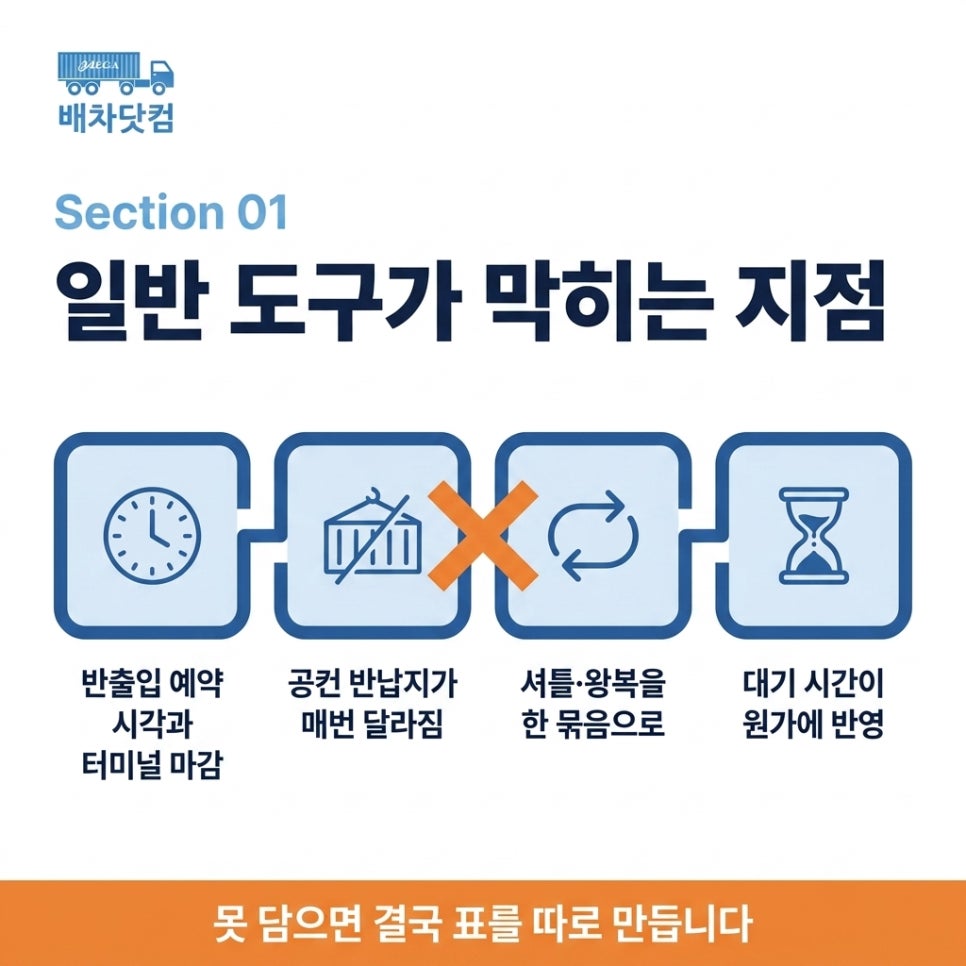 배차닷컴
Section 01
일반 도구가 막히는 지점
반출입 예약
시각과
터미널 마감
공컨 반납지가
매번 달라짐
셔틀·왕복을
한 묶음으로
대기 시간이
원가에 반영
못 담으면 결국 표를 따로 만듭니다